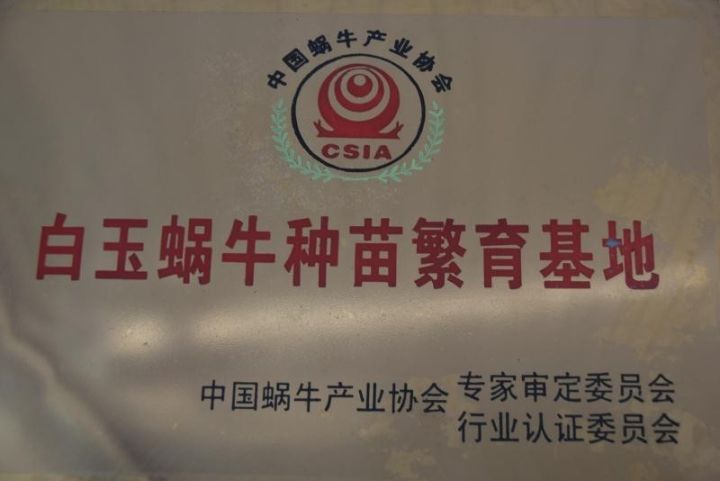 中国蜗牛产业协会
CSIA
白玉蜗牛种苗繁育基地
中国蜗牛产业协会 专家审定委员会
行业认证委员会